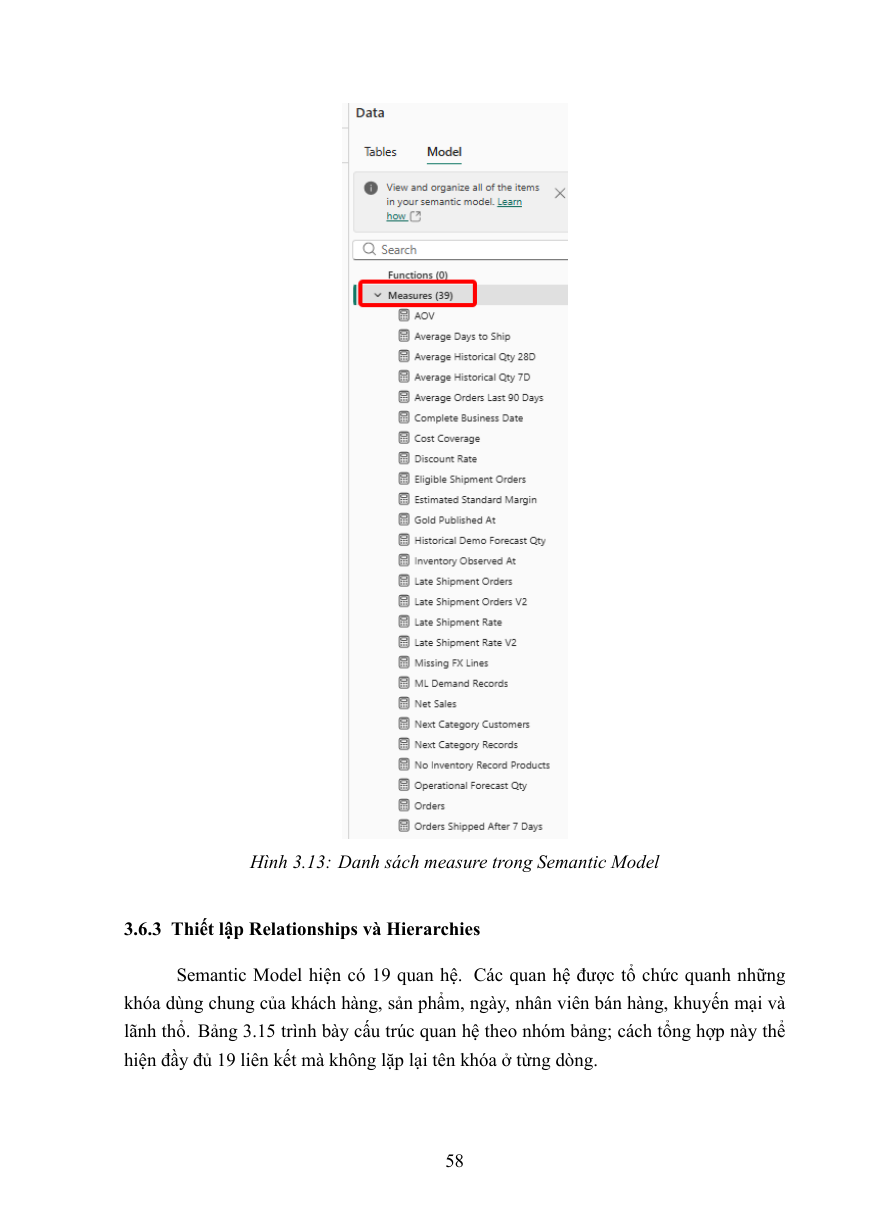 Data
Tables Model
View and organize all of the items
in your semantic model. Learn
how
Search
Functions (0)
Measures (39)
AOV
Average Days to Ship
Average Historical Qty 28D
Average Historical Qty 7D
Average Orders Last 90 Days
Complete Business Date
Cost Coverage
Discount Rate
Eligible Shipment Orders
Estimated Standard Margin
Gold Published At
Historical Demo Forecast Qty
Inventory Observed At
Late Shipment Orders
Late Shipment Orders V2
Late Shipment Rate
Late Shipment Rate V2
Missing FX Lines
ML Demand Records
Net Sales
Next Category Customers
Next Category Records
No Inventory Record Products
Operational Forecast Qty
Orders
Orders Shipped After 7 Days
Hình 3.13: Danh sách measure trong Semantic Model
3.6.3 Thiết lập Relationships và Hierarchies
Semantic Model hiện có 19 quan hệ. Các quan hệ được tổ chức quanh những
khóa dùng chung của khách hàng, sản phẩm, ngày, nhân viên bán hàng, khuyến mại và
lãnh thổ. Bảng 3.15 trình bày cấu trúc quan hệ theo nhóm bảng; cách tổng hợp này thể
hiện đầy đủ 19 liên kết mà không lặp lại tên khóa ở từng dòng.
58